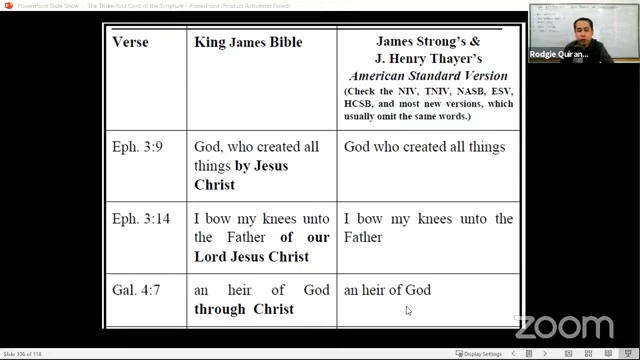 PowerPoint Slide Show - The Three-fold Cord of the Scripture - PowerPoint (Product Activation Failed)
Rodgie Quiran...
Verse
King James Bible
James Strong's &
J. Henry Thayer's
American Standard Version
(Check the NIV, TNIV, NASB, ESV,
HCSB, and most new versions, which
usually omit the same words.)
Eph. 3:9
God, who created all
things by Jesus
Christ
God who created all things
Eph. 3:14
I bow my knees unto
the Father of our
Lord Jesus Christ
I bow my knees unto the
Father
Gal. 4:7
an heir of God
through Christ
an heir of God
zoom
Slide 106 of 118
Display Settings